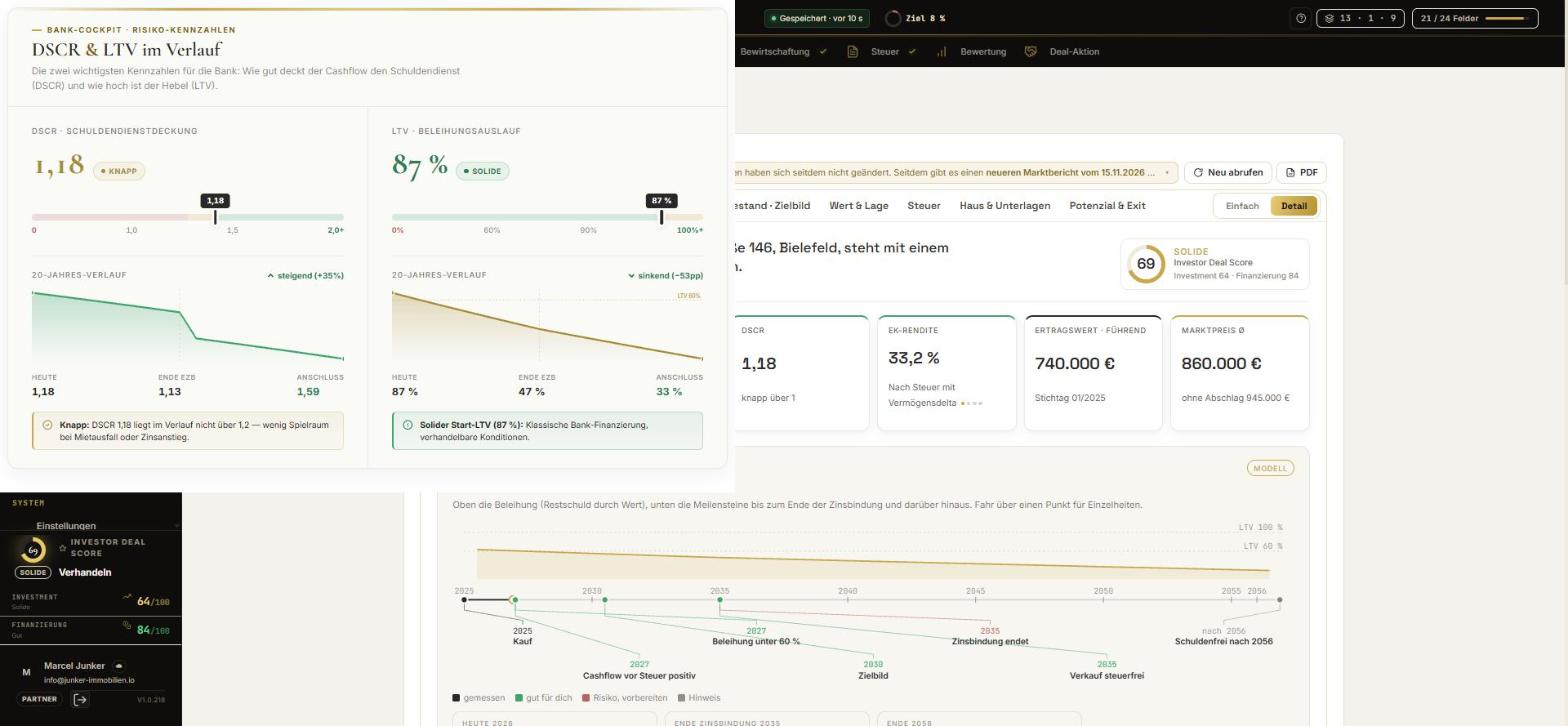 BANK-COCKPIT · RISIKO-KENNZAHLEN
DSCR & LTV im Verlauf
Die zwei wichtigsten Kennzahlen für die Bank: Wie gut deckt der Cashflow den Schuldendienst
(DSCR) und wie hoch ist der Hebel (LTV).
DSCR · SCHULDENDIENSTDECKUNG
1,18
KNAPP
1,18
0 1,0 1,5 2,0+
20-JAHRES-VERLAUF
steigend (+35%)
HEUTE ENDE EZB ANSCHLUSS
1,18 1,13 1,59
Knapp: DSCR 1,18 liegt im Verlauf nicht über 1,2 — wenig Spielraum
bei Mietausfall oder Zinsanstieg.
LTV · BELEIHUNGSAUSLAUF
87 %
SOLIDE
87 %
0% 60% 90% 100%+
20-JAHRES-VERLAUF
sinkend (−53pp)
LTV 80%
HEUTE ENDE EZB ANSCHLUSS
87 % 47 % 33 %
Solider Start-LTV (87 %): Klassische Bank-Finanzierung,
verhandelbare Konditionen.
Gespeichert · vor 10 s
Ziel 8 %
13 · 1 · 9
21 / 24 Felder
Bewirtschaftung
Steuer
Bewertung
Deal-Aktion
en haben sich seitdem nicht geändert. Seitdem gibt es einen neueren Marktbericht vom 15.11.2026 ...
Neu abrufen
PDF
estand · Zielbild
Wert & Lage
Steuer
Haus & Unterlagen
Potenzial & Exit
Einfach
Detail
ße 146, Bielefeld, steht mit einem
n.
69
SOLIDE
Investor Deal Score
Investment 64 · Finanzierung 84
DSCR
1,18
knapp über 1
EK-RENDITE
33,2 %
Nach Steuer mit
Vermögensdelta
ERTRAGSWERT · FÜHREND
740.000 €
Stichtag 01/2025
MARKTPREIS Ø
860.000 €
ohne Abschlag 945.000 €
MODELL
Oben die Beleihung (Restschuld durch Wert), unten die Meilensteine bis zum Ende der Zinsbindung und darüber hinaus. Fahr über einen Punkt für Einzelheiten.
LTV 100 %
LTV 60 %
2025 2030 2035 2040 2045 2050 2055 2056
2025
Kauf
2027
Beleihung unter 60 %
2035
Zinsbindung endet
nach 2056
Schuldenfrei nach 2056
2027
Cashflow vor Steuer positiv
2030
Zielbild
2035
Verkauf steuerfrei
gemessen
gut für dich
Risiko, vorbereiten
Hinweis
HEUTE 2026
ENDE ZINSBINDUNG 2035
ENDE 2056
SYSTEM
Einstellungen
69
INVESTOR DEAL
SCORE
SOLIDE
Verhandeln
INVESTMENT
Solide
64/100
FINANZIERUNG
Gut
84/100
M
Marcel Junker
info@junker-immobilien.io
PARTNER
V1.0.218